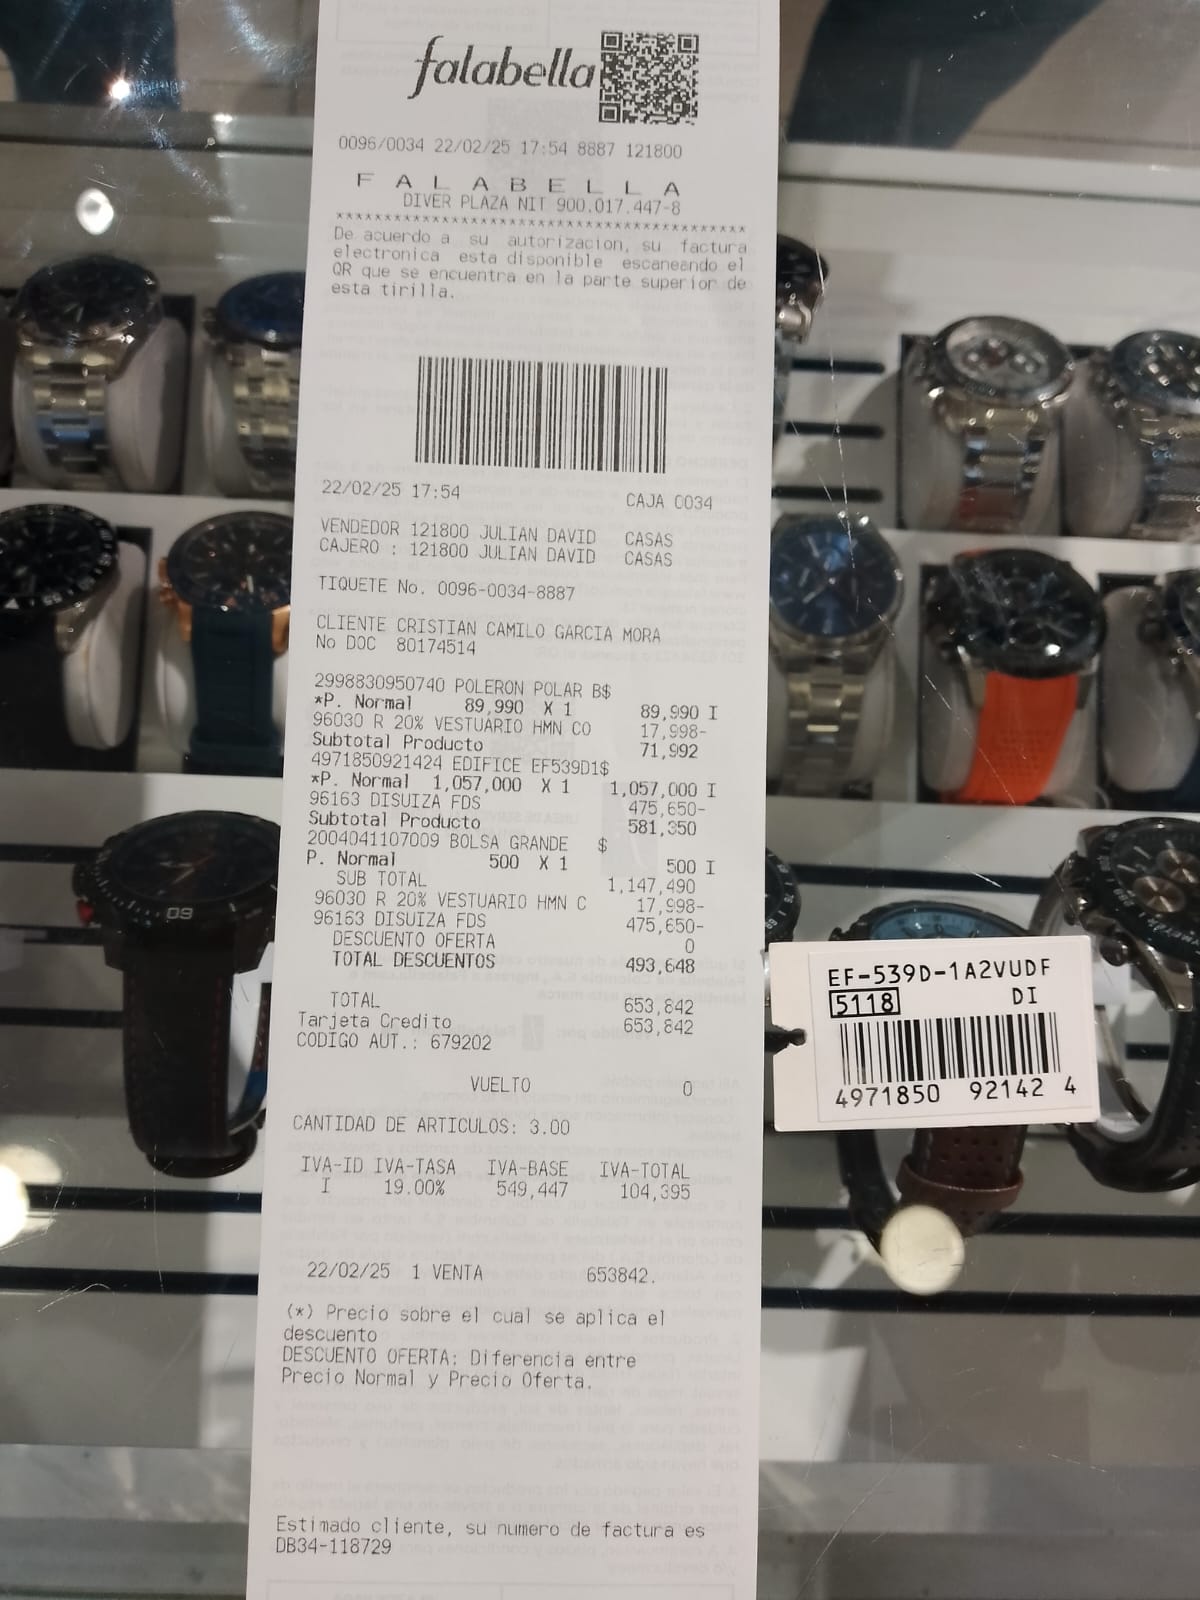 falabella
0096/0034 22/02/25 17:54 8887 121800
F A L A B E L L A
DIVER PLAZA NIT 900.017.447-8
*******************************************
De acuerdo a su autorizacion, su factura
electronica esta disponible escaneando el
QR que se encuentra en la parte superior de
esta tirilla.
22/02/25 17:54 CAJA 0034
VENDEDOR 121800 JULIAN DAVID CASAS
CAJERO : 121800 JULIAN DAVID CASAS
TIQUETE No. 0096-0034-8887
CLIENTE CRISTIAN CAMILO GARCIA MORA
No DOC 80174514
2998830950740 POLERON POLAR B$
*P. Normal 89,990 X 1 89,990 I
96030 R 20% VESTUARIO HMN CO 17,998-
Subtotal Producto 71,992
4971850921424 EDIFICE EF539D1$
*P. Normal 1,057,000 X 1 1,057,000 I
96163 DISUIZA FDS 475,650-
Subtotal Producto 581,350
2004041107009 BOLSA GRANDE $
P. Normal 500 X 1 500 I
SUB TOTAL 1,147,490
96030 R 20% VESTUARIO HMN C 17,998-
96163 DISUIZA FDS 475,650-
DESCUENTO OFERTA 0
TOTAL DESCUENTOS 493,648
TOTAL 653,842
Tarjeta Credito 653,842
CODIGO AUT.: 679202
VUELTO 0
CANTIDAD DE ARTICULOS: 3.00
IVA-ID IVA-TASA IVA-BASE IVA-TOTAL
I 19.00% 549,447 104,395
22/02/25 1 VENTA 653842.
(*) Precio sobre el cual se aplica el
descuento
DESCUENTO OFERTA: Diferencia entre
Precio Normal y Precio Oferta.
Estimado cliente, su numero de factura es
DB34-118729
EF-539D-1A2VUDF
5118 DI
4971850 92142 4